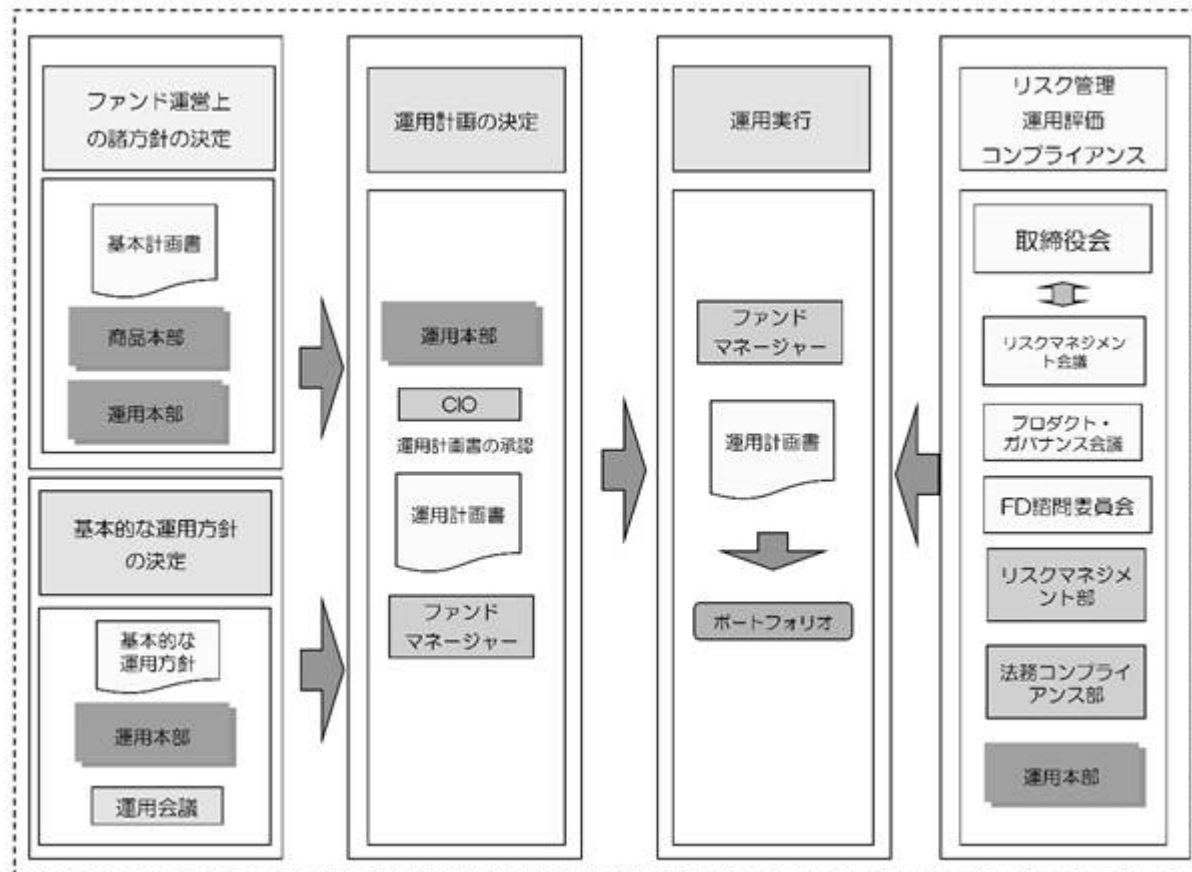 ファンド運営上
の諸方針の決定
基本計画書
商品本部
運用本部
基本的な運用方針
の決定
基本的な
運用方針
運用本部
運用会議
運用計画の決定
運用本部
CIO
運用計画書の承認
運用計画書
ファンド
マネージャー
運用実行
ファンド
マネージャー
運用計画書
ポートフォリオ
リスク管理
運用評価
コンプライアンス
取締役会
リスクマネジメン
ト会議
プロダクト・
ガバナンス会議
FD諮問委員会
リスクマネジメ
ント部
法務コンプライ
アンス部
運用本部